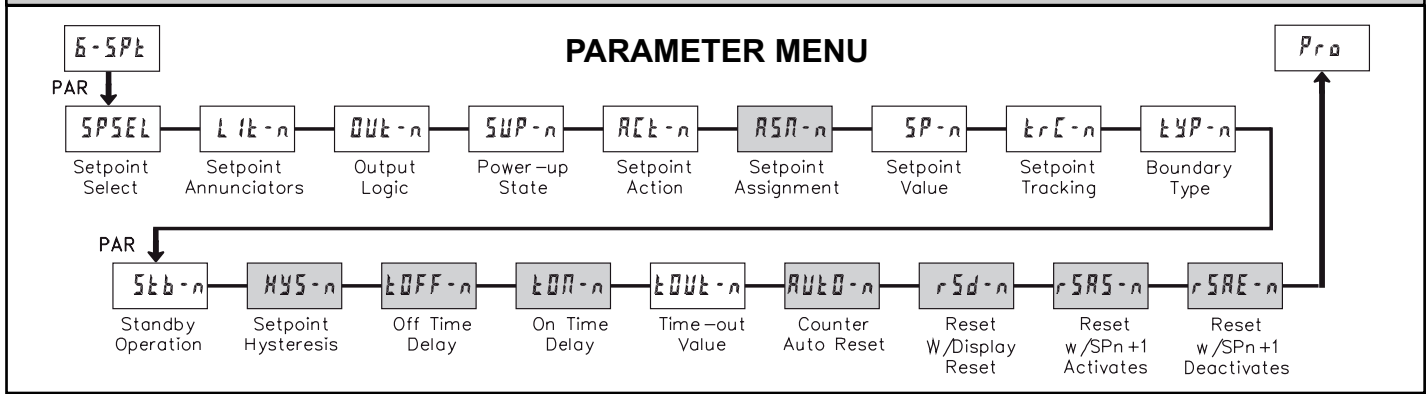 6-SPt
PARAMETER MENU
Pro
PAR
SPSEL
LIt-n
OUt-n
SUP-n
ACt-n
ASN-n
SP-n
trC-n
tYP-n
Setpoint
Select
Setpoint
Annunciators
Output
Logic
Power-up
State
Setpoint
Action
Setpoint
Assignment
Setpoint
Value
Setpoint
Tracking
Boundary
Type
PAR
Stb-n
HYS-n
tOFF-n
tON-n
tOUt-n
AUtO-n
rSd-n
rSAS-n
rSAE-n
Standby
Operation
Setpoint
Hysteresis
Off Time
Delay
On Time
Delay
Time-out
Value
Counter
Auto Reset
Reset
W/Display
Reset
Reset
w/SPn+1
Activates
Reset
w/SPn+1
Deactivates